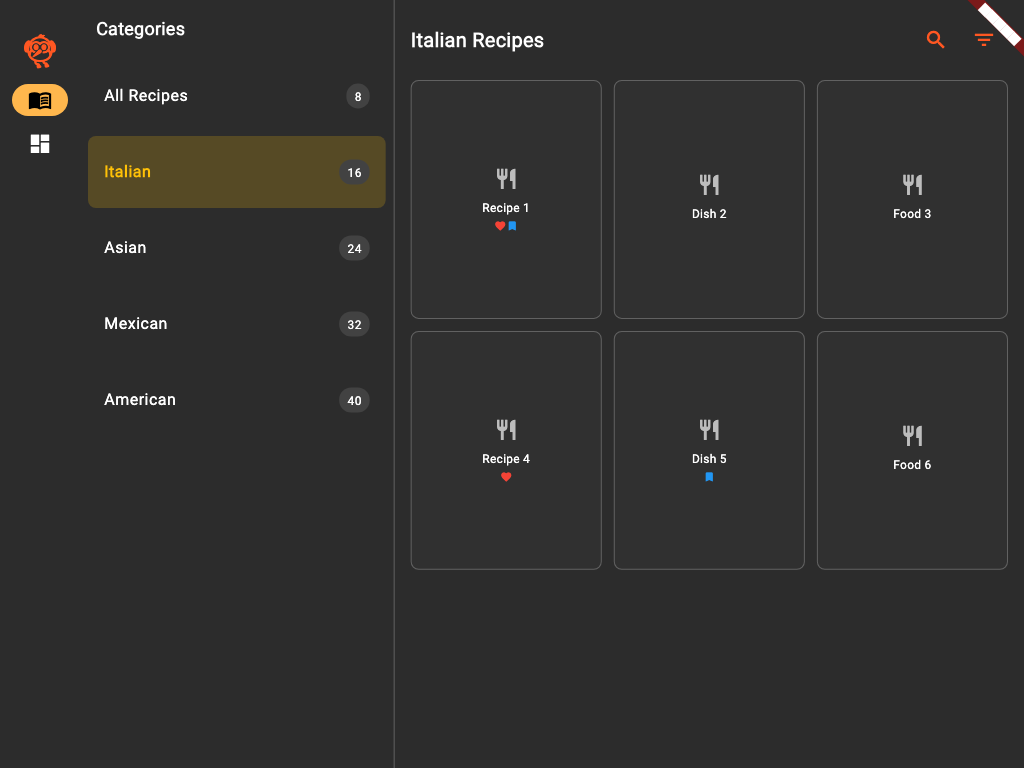 Categories
All Recipes 8
Italian 16
Asian 24
Mexican 32
American 40
Italian Recipes
Recipe 1
Dish 2
Food 3
Recipe 4
Dish 5
Food 6